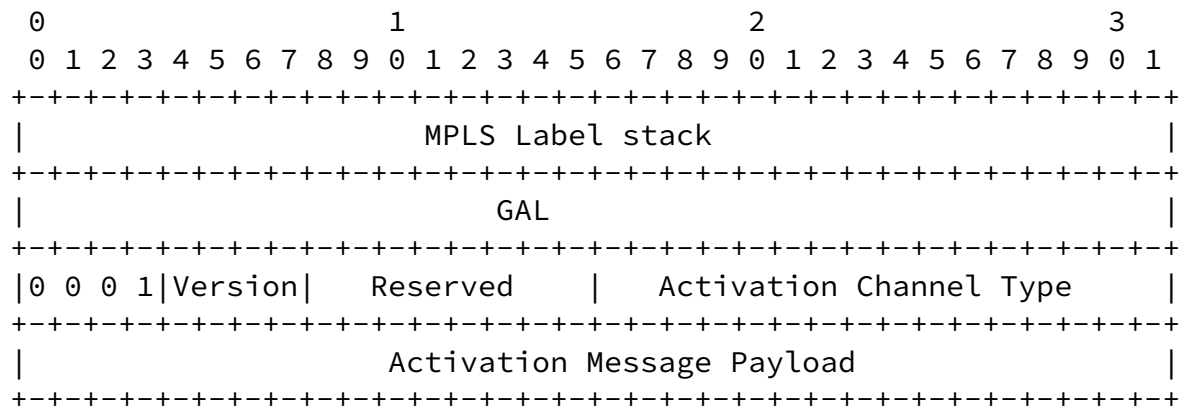 0                   1                   2                   3
 0 1 2 3 4 5 6 7 8 9 0 1 2 3 4 5 6 7 8 9 0 1 2 3 4 5 6 7 8 9 0 1
+-+-+-+-+-+-+-+-+-+-+-+-+-+-+-+-+-+-+-+-+-+-+-+-+-+-+-+-+-+-+-+-+
|                      MPLS Label stack                         |
+-+-+-+-+-+-+-+-+-+-+-+-+-+-+-+-+-+-+-+-+-+-+-+-+-+-+-+-+-+-+-+-+
|                          GAL                                  |
+-+-+-+-+-+-+-+-+-+-+-+-+-+-+-+-+-+-+-+-+-+-+-+-+-+-+-+-+-+-+-+-+
|0 0 0 1|Version|   Reserved    |   Activation Channel Type     |
+-+-+-+-+-+-+-+-+-+-+-+-+-+-+-+-+-+-+-+-+-+-+-+-+-+-+-+-+-+-+-+-+
|                    Activation Message Payload                 |
+-+-+-+-+-+-+-+-+-+-+-+-+-+-+-+-+-+-+-+-+-+-+-+-+-+-+-+-+-+-+-+-+